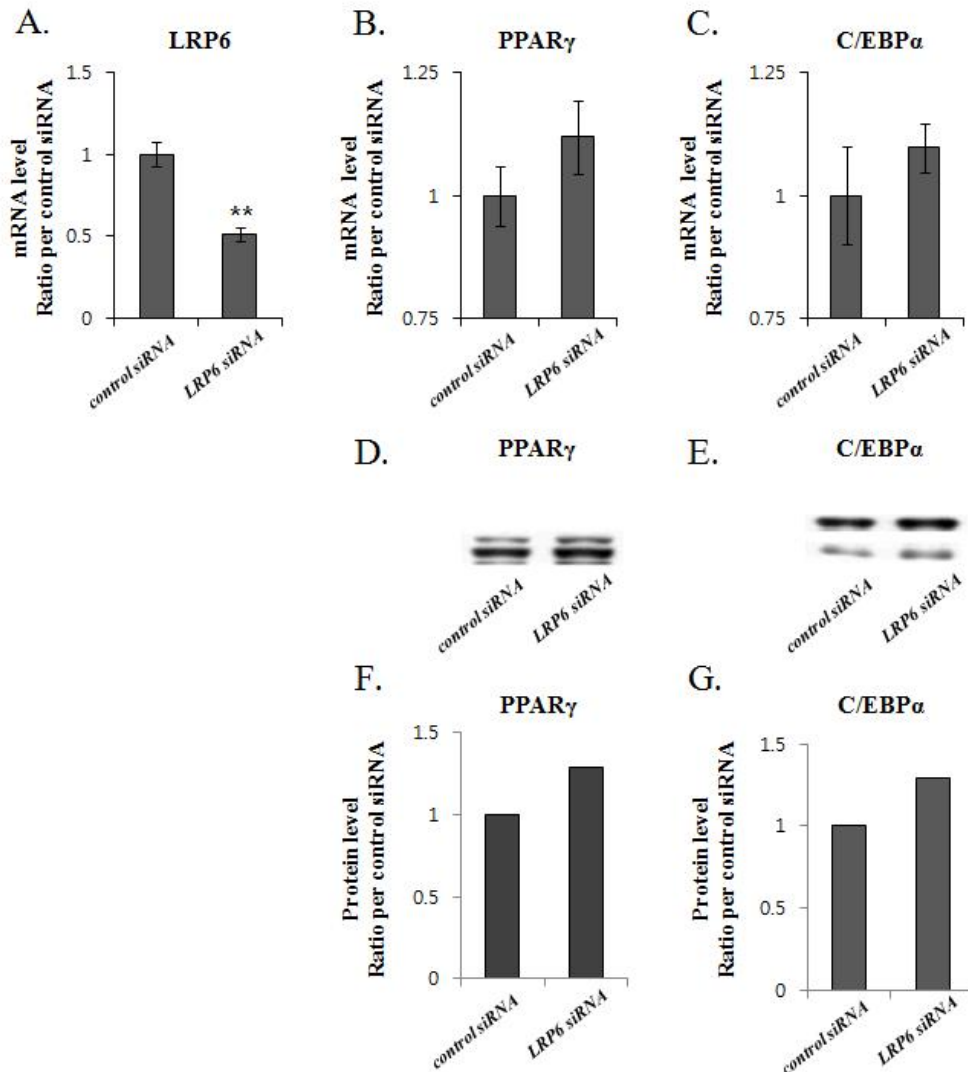 A.
LRP6
mRNA level
Ratio per control siRNA
1.5
1
0.5
0
**
control siRNA
LRP6 siRNA
B.
PPARγ
mRNA level
Ratio per control siRNA
1.25
1
0.75
control siRNA
LRP6 siRNA
C.
C/EBPα
mRNA level
Ratio per control siRNA
1.25
1
0.75
control siRNA
LRP6 siRNA
D.
PPARγ
control siRNA
LRP6 siRNA
E.
C/EBPα
control siRNA
LRP6 siRNA
F.
PPARγ
Protein level
Ratio per control siRNA
1.5
1
0.5
0
control siRNA
LRP6 siRNA
G.
C/EBPα
Protein level
Ratio per control siRNA
1.5
1
0.5
0
control siRNA
LRP6 siRNA